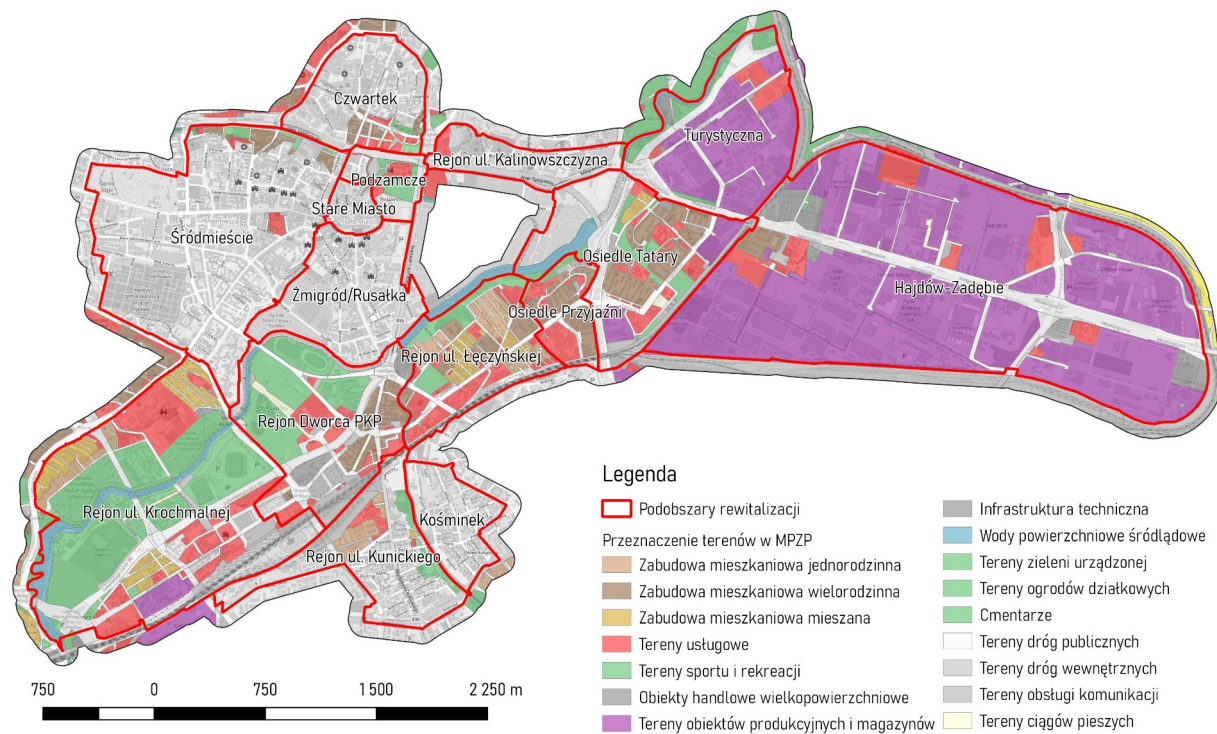 Czwartek
Turystyczna
Rejon ul. Kalinowszczyzna
Podzamcze
Stare Miasto
Śródmieście
Osiedle Tatary
Żmigród/Rusałka
Hajdów-Zadębie
Osiedle Przyjaźni
Rejon ul. Łęczyńskiej
Rejon Dworca PKP
Rejon ul. Krochmalnej
Kośminek
Rejon ul. Kunickiego
Legenda
Podobszary rewitalizacji
Przeznaczenie terenów w MPZP
Zabudowa mieszkaniowa jednorodzinna
Zabudowa mieszkaniowa wielorodzinna
Zabudowa mieszkaniowa mieszana
Tereny usługowe
Tereny sportu i rekreacji
Obiekty handlowe wielkopowierzchniowe
Tereny obiektów produkcyjnych i magazynów
Infrastruktura techniczna
Wody powierzchniowe śródlądowe
Tereny zieleni urządzonej
Tereny ogrodów działkowych
Cmentarze
Tereny dróg publicznych
Tereny dróg wewnętrznych
Tereny obsługi komunikacji
Tereny ciągów pieszych
750 0 750 1 500 2 250 m